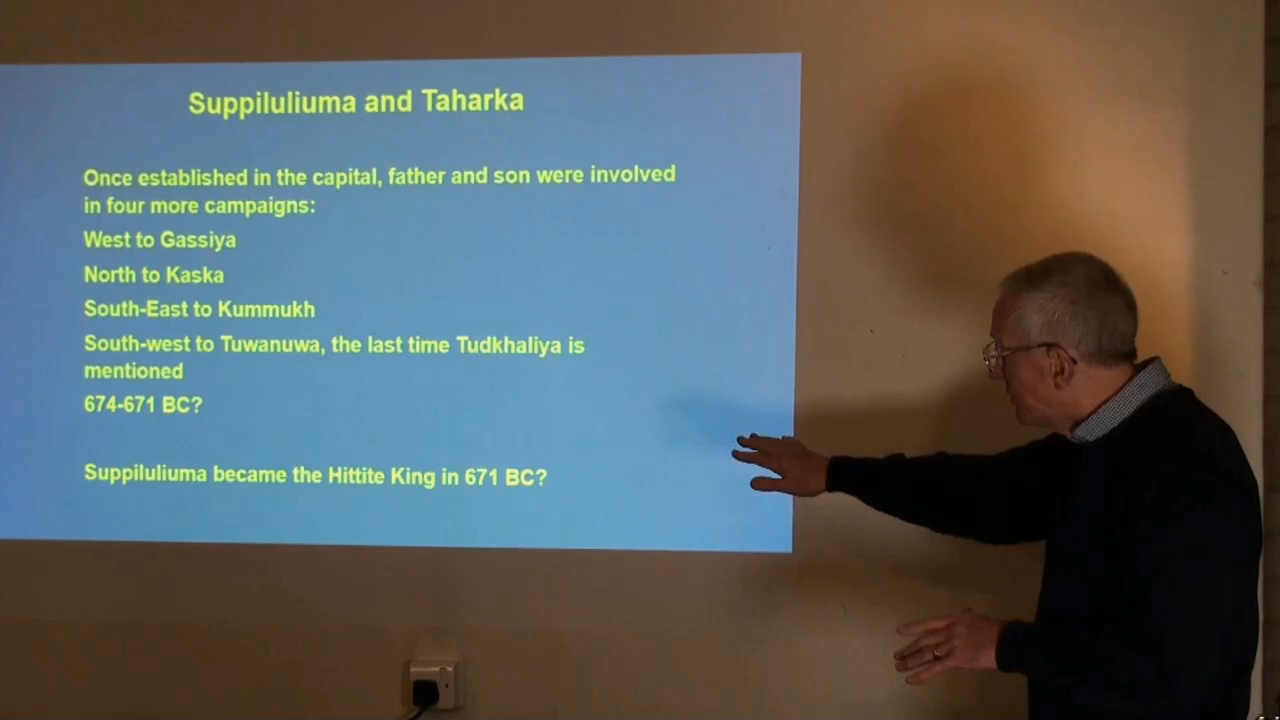 Suppiluliuma and Taharka
Once established in the capital, father and son were involved
in four more campaigns:
West to Gassiya
North to Kaska
South-East to Kummukh
South-west to Tuwanuwa, the last time Tudkhaliya is
mentioned
674-671 BC?
Suppiluliuma became the Hittite King in 671 BC?